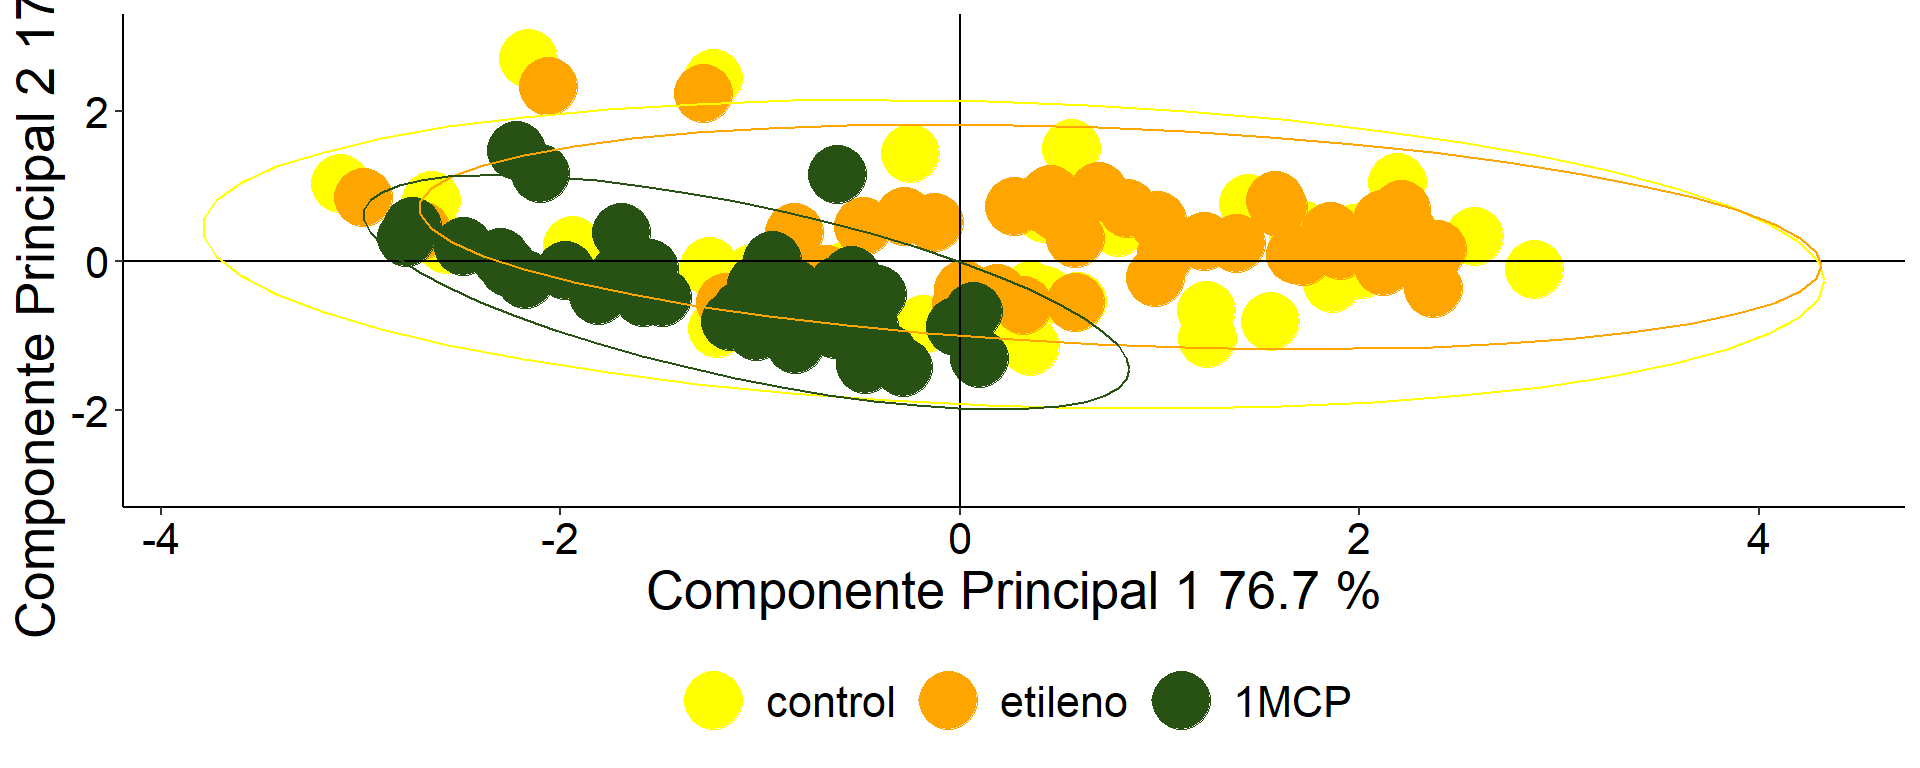 Componente Principal 2 17
2
0
-2
-4
-2
0
2
4
Componente Principal 1 76.7 %
control
etileno
1MCP